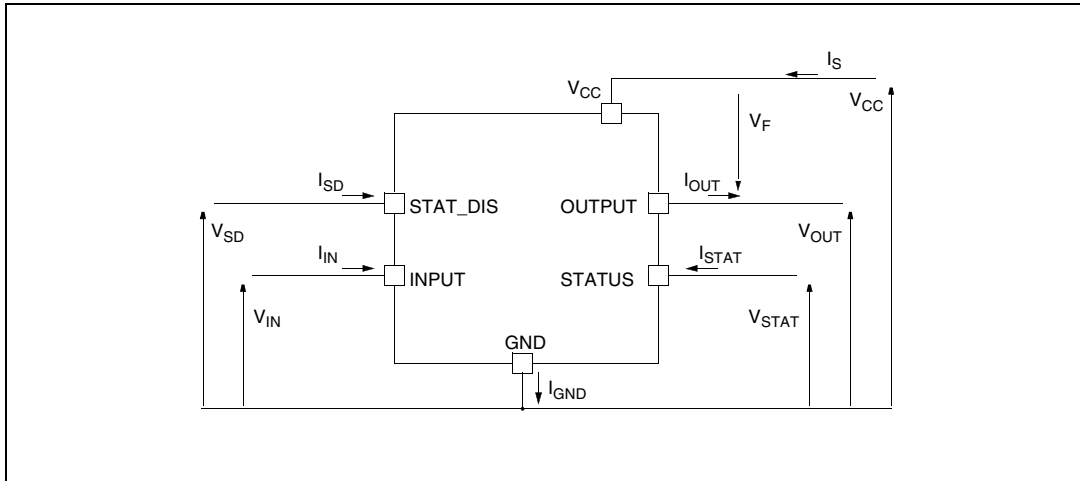 I_S
V_CC
V_CC
V_F
I_SD
I_OUT
STAT_DIS
OUTPUT
V_SD
V_OUT
I_IN
I_STAT
INPUT
STATUS
V_IN
V_STAT
GND
I_GND